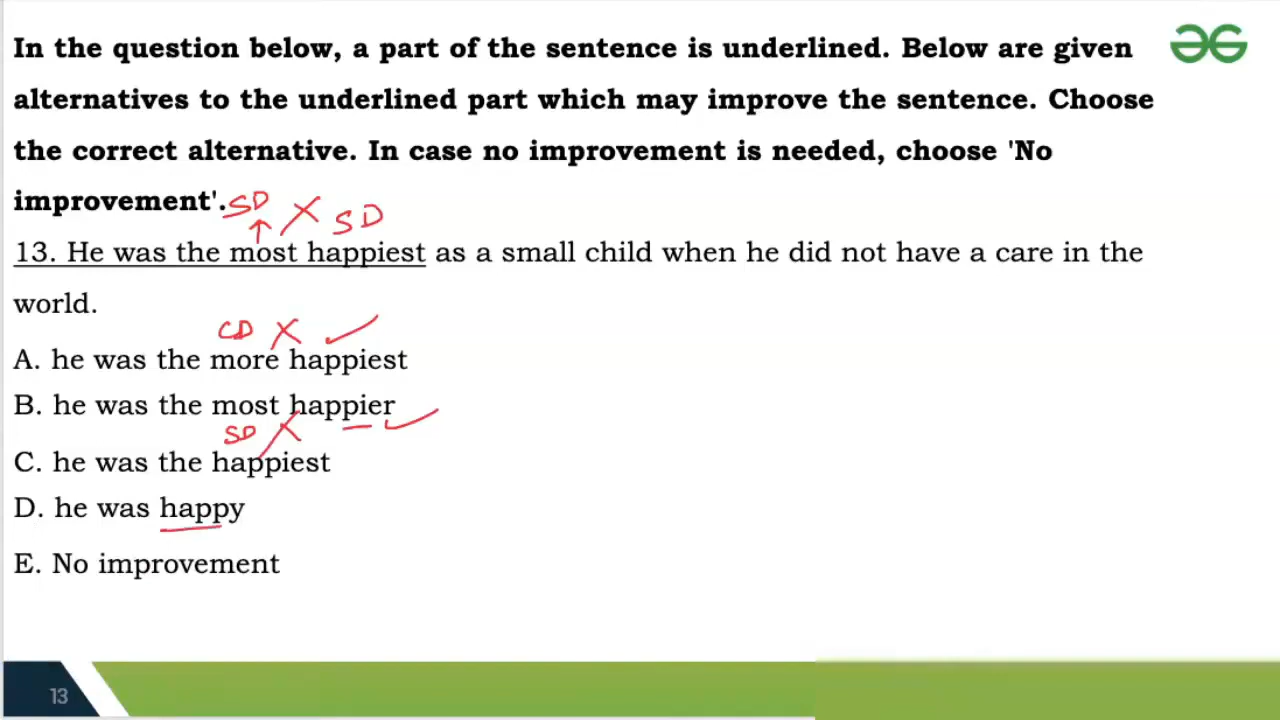 In the question below, a part of the sentence is underlined. Below are given
alternatives to the underlined part which may improve the sentence. Choose
the correct alternative. In case no improvement is needed, choose 'No
improvement'.
SD X SD
13. He was the most happiest as a small child when he did not have a care in the
world.
CD X
A. he was the more happiest
B. he was the most happier
SD X
C. he was the happiest
D. he was happy
E. No improvement
13